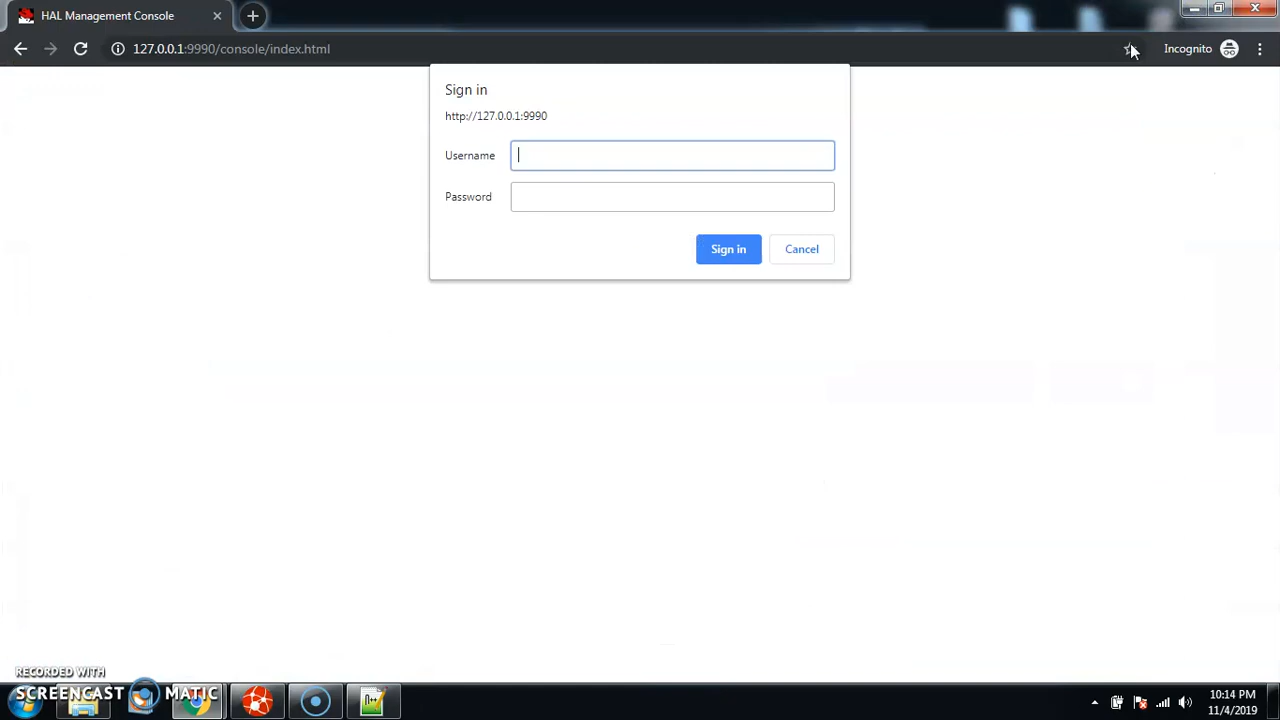 HAL Management Console
127.0.0.1:9990/console/index.html
Incognito
Sign in
http://127.0.0.1:9990
Username
Password
Sign in
Cancel
RECORDED WITH
SCREENCAST MATIC
10:14 PM
11/4/2019